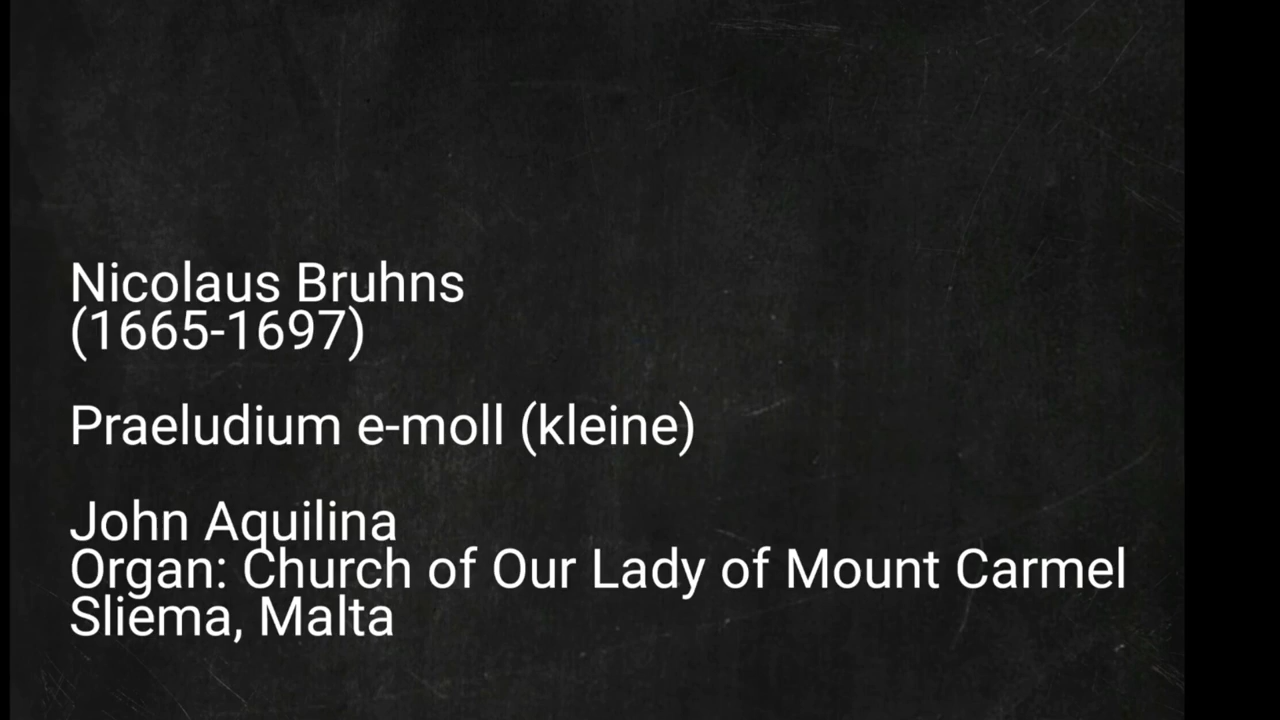 Nicolaus Bruhns
(1665-1697)
Praeludium e-moll (kleine)
John Aquilina
Organ: Church of Our Lady of Mount Carmel
Sliema, Malta